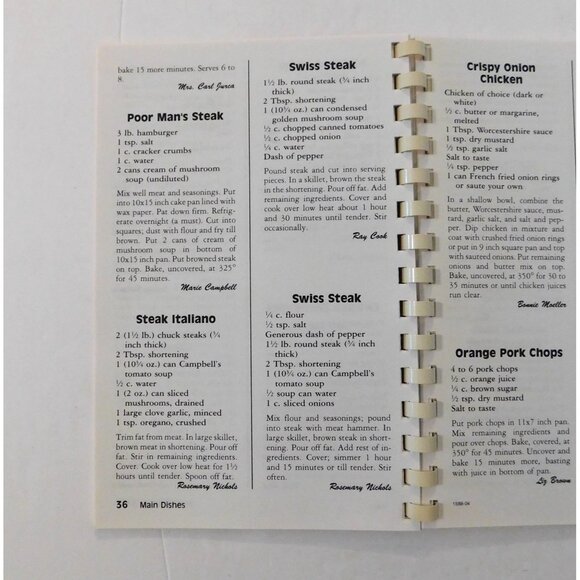 bake 15 more minutes. Serves 6 to
8.
Mrs. Carl Jurca
Poor Man's Steak
3 lb. hamburger
1 tsp. salt
1 c. cracker crumbs
1 c. water
2 cans cream of mushroom
soup (undiluted)
Mix well meat and seasonings. Put
into 10x15 inch cake pan lined with
wax paper. Pat down firm. Refrig-
erate overnight (a must). Cut into
squares; dust with flour and fry till
brown. Put 2 cans of cream of
mushroom soup in bottom of
10x15 inch pan. Put browned steak
on top. Bake, uncovered, at 325°
for 45 minutes.
Marie Campbell
Steak Italiano
2 (1½ lb.) chuck steaks (¾
inch thick)
2 Tbsp. shortening
1 (10¾ oz.) can Campbell's
tomato soup
½ c. water
1 (2 oz.) can sliced
mushrooms, drained
1 large clove garlic, minced
1 tsp. oregano, crushed
Trim fat from meat. In large skillet,
brown meat in shortening. Pour off
fat. Stir in remaining ingredients.
Cover. Cook over low heat for 1½
hours until tender. Spoon off fat.
Rosemary Nichols
36 Main Dishes
Swiss Steak
1½ lb. round steak (¾ inch
thick)
2 Tbsp. shortening
1 (10¾ oz.) can condensed
golden mushroom soup
½ c. chopped canned tomatoes
½ c. chopped onion
¼ c. water
Dash of pepper
Pound steak and cut into serving
pieces. In a skillet, brown the steak
in the shortening. Pour off fat. Add
remaining ingredients. Cover and
cook over low heat about 1 hour
and 30 minutes until tender. Stir
occasionally.
Ray Cook
Swiss Steak
¼ c. flour
½ tsp. salt
Generous dash of pepper
1½ lb. round steak (¾ inch
thick)
2 Tbsp. shortening
1 (10¾ oz.) can Campbell's
tomato soup
½ soup can water
1 c. sliced onions
Mix flour and seasonings; pound
into steak with meat hammer. In
large skillet, brown steak in short-
ening. Pour off fat. Add rest of in-
gredients. Cover; simmer 1 hour
and 15 minutes or till tender. Stir
often.
Rosemary Nichols
Crispy Onion
Chicken
Chicken of choice (dark or
white)
½ c. butter or margarine,
melted
1 Tbsp. Worcestershire sauce
1 tsp. dry mustard
½ tsp. garlic salt
Salt to taste
¼ tsp. pepper
1 can French fried onion rings
or saute your own
In a shallow bowl, combine the
butter, Worcestershire sauce, mus-
tard, garlic salt, and salt and pep-
per. Dip chicken in mixture and
coat with crushed fried onion rings
or put in 9 inch square pan and top
with sauteed onions. Put remaining
onions and butter mix on top.
Bake, uncovered, at 350° for 30 to
35 minutes or until chicken juices
run clear.
Bonnie Moeller
Orange Pork Chops
4 to 6 pork chops
½ c. orange juice
¼ c. brown sugar
½ tsp. dry mustard
Salt to taste
Put pork chops in 11x7 inch pan.
Mix remaining ingredients and
pour over chops. Bake, covered, at
350° for 45 minutes. Uncover and
bake 15 minutes more, basting
with juice in bottom of pan.
Liz Brown